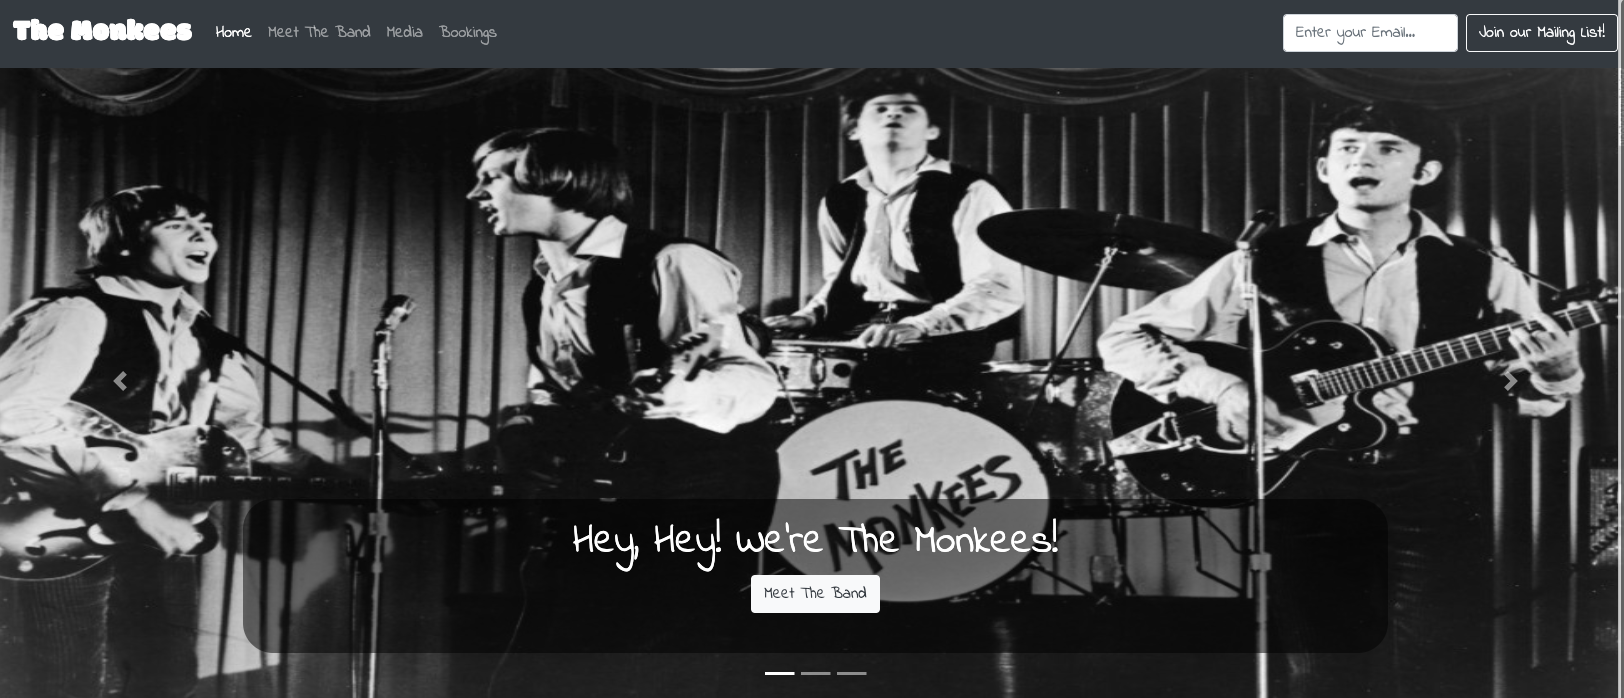 The Monkees
Home
Meet The Band
Media
Bookings
Enter your Email...
Join our Mailing List!
THE
MONKEES
Hey, Hey! We're The Monkees!
Meet The Band